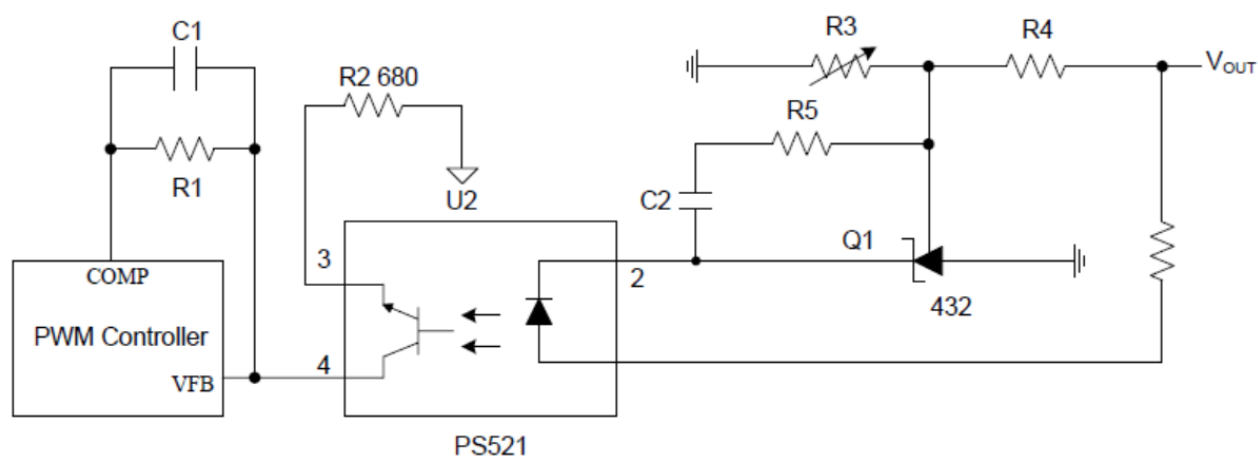 C1
R1
COMP
PWM Controller
VFB
R2 680
U2
3
4
2
PS521
R3
R4
VOUT
R5
C2
Q1
432